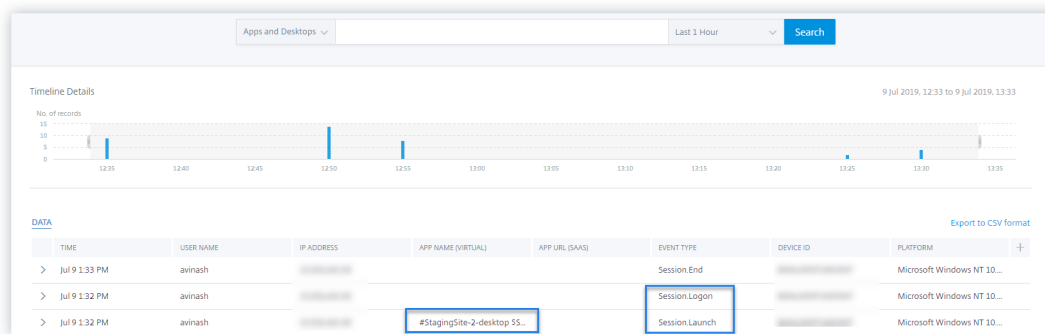 Apps and Desktops Last 1 Hour Search
Timeline Details 9 Jul 2019, 12:33 to 9 Jul 2019, 13:33
No. of records
15
10
5
0
12:35 12:40 12:45 12:50 12:55 13:00 13:05 13:10 13:15 13:20 13:25 13:30 13:35
DATA Export to CSV format
TIME USER NAME IP ADDRESS APP NAME (VIRTUAL) APP URL (SAAS) EVENT TYPE DEVICE ID PLATFORM +
> Jul 9 1:33 PM avinash Session.End Microsoft Windows NT 10....
> Jul 9 1:32 PM avinash Session.Logon Microsoft Windows NT 10....
> Jul 9 1:32 PM avinash #StagingSite-2-desktop SS... Session.Launch Microsoft Windows NT 10....